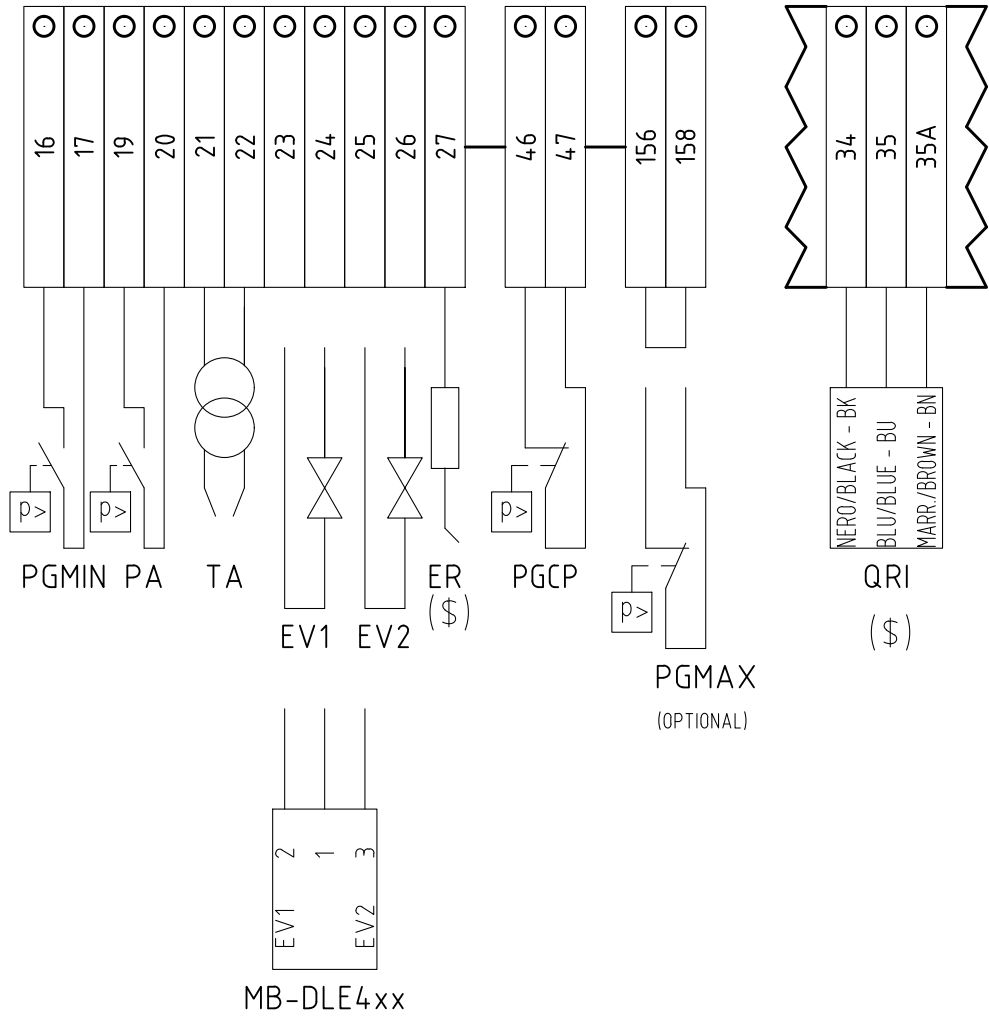 16 17 19 20 21 22 23 24 25 26 27 46 47 156 158 34 35 35A
NERO/BLACK - BK
BLU/BLUE - BU
MARR./BROWN - BN
p> p> p>
PGMIN PA TA ER PGCP QRI
($)
p>
EV1 EV2
($)
PGMAX
(OPTIONAL)
2 1 3
EV1 EV2
MB-DLE4xx